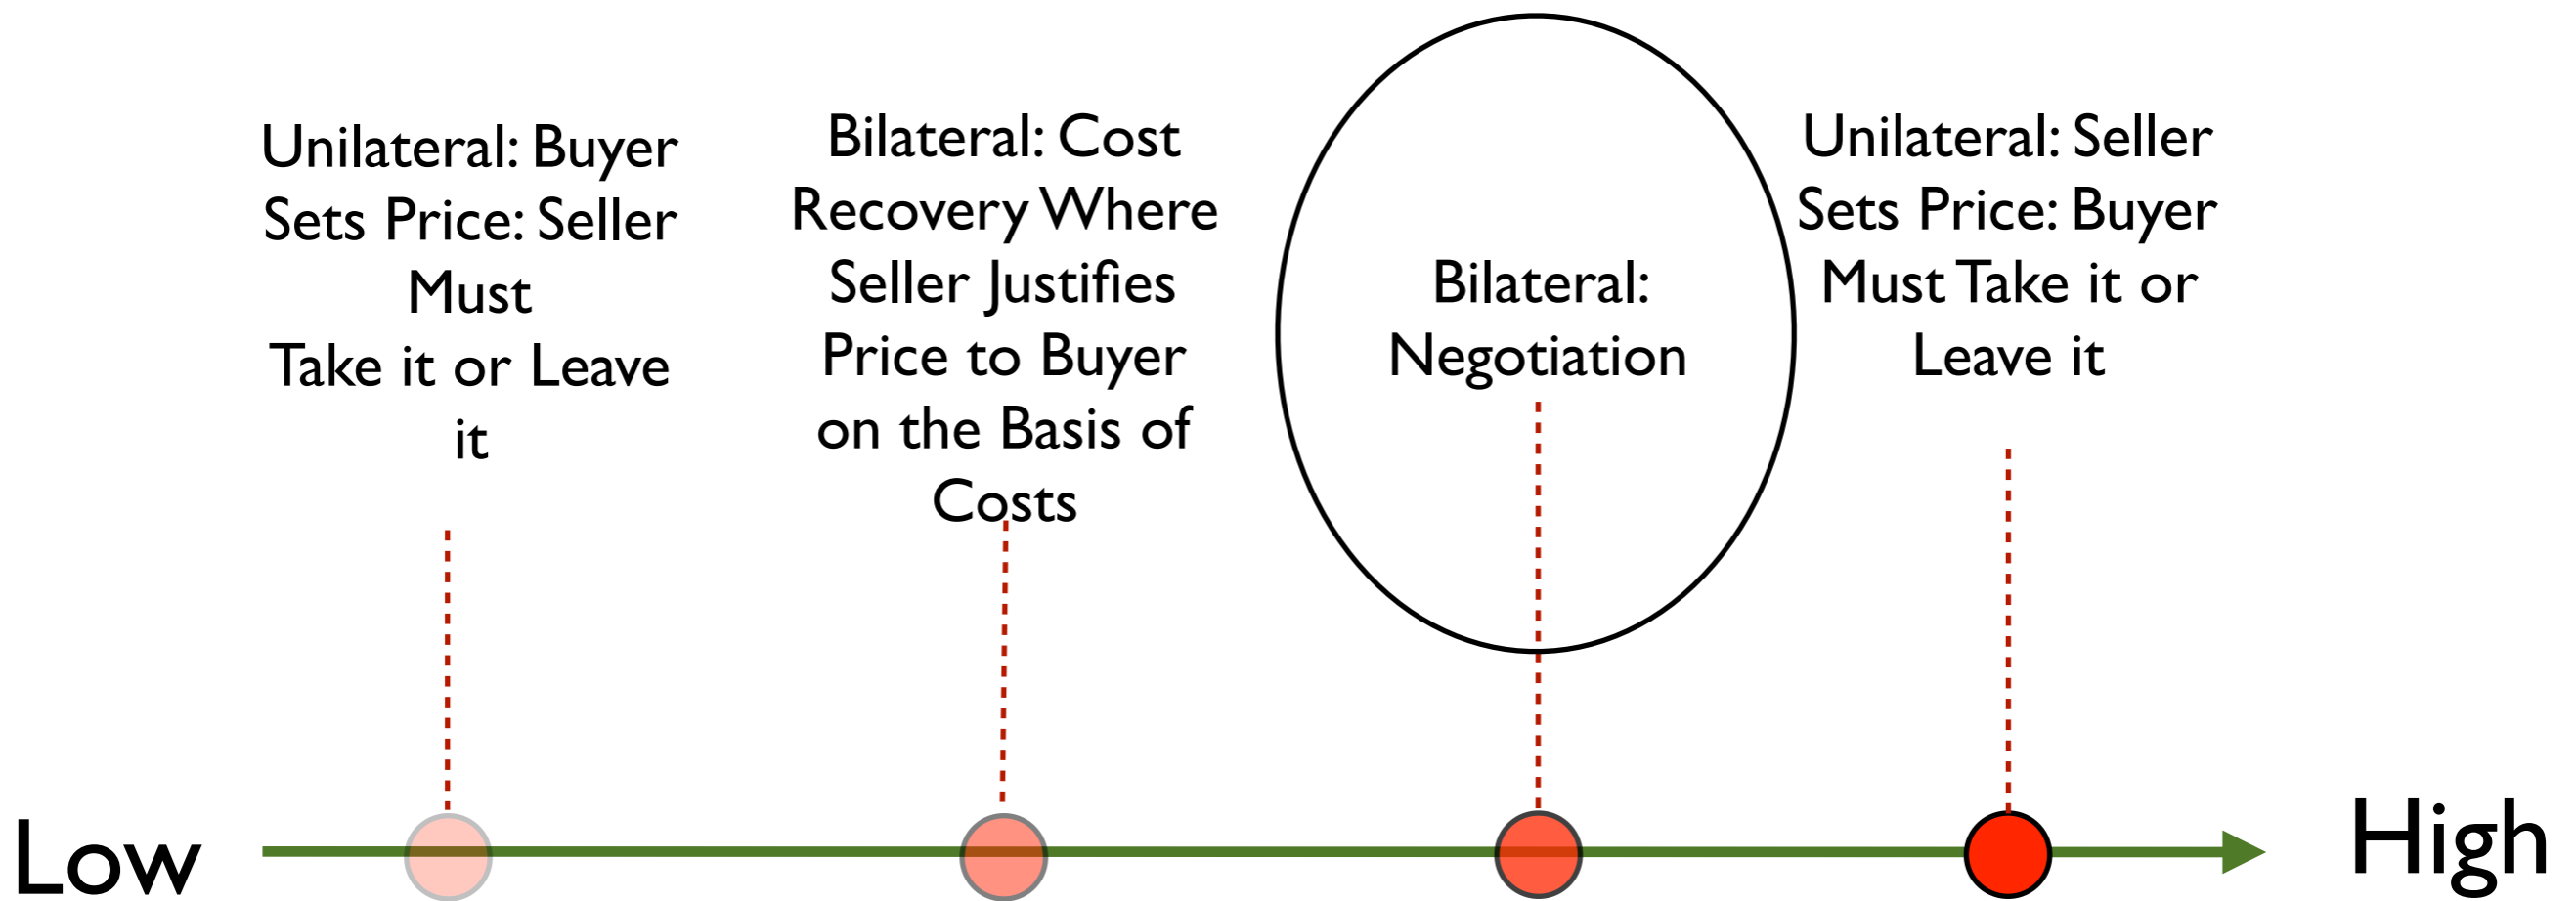 Unilateral: Buyer
Sets Price: Seller
Must
Take it or Leave
it
Bilateral: Cost
Recovery Where
Seller Justifies
Price to Buyer
on the Basis of
Costs
Bilateral:
Negotiation
Unilateral: Seller
Sets Price: Buyer
Must Take it or
Leave it
Low
High